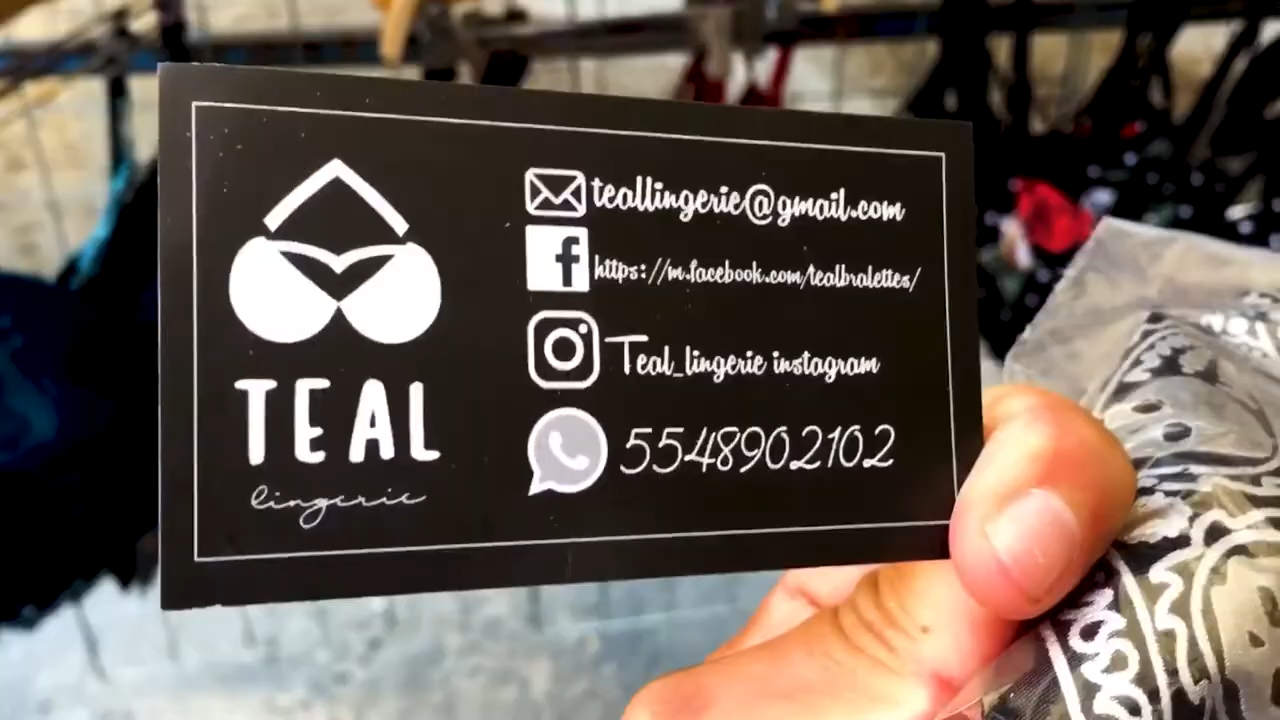 TEAL
lingerie
teallingerie@gmail.com
https://m.facebook.com/tealbralettes/
Teal_lingerie instagram
5548902102